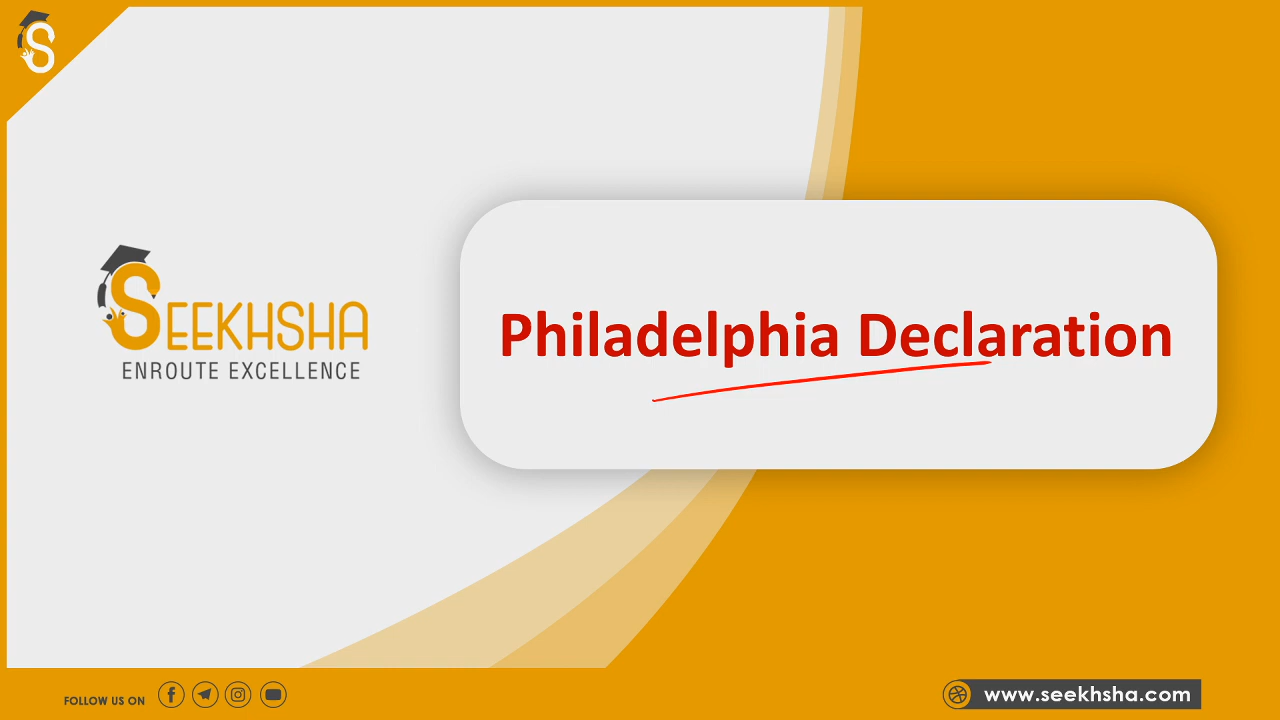 S
SEEKHSHA
ENROUTE EXCELLENCE
Philadelphia Declaration
FOLLOW US ON
www.seekhsha.com